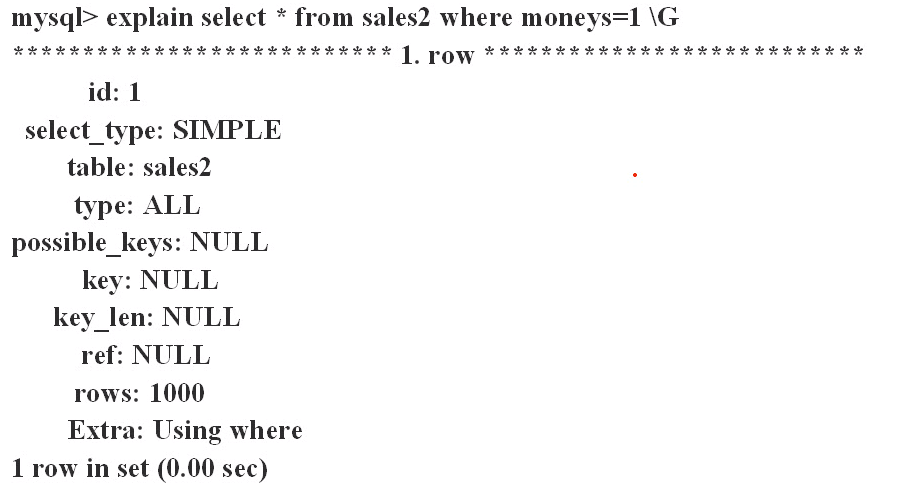 mysql> explain select * from sales2 where moneys=1 \G
*************************** 1. row ***************************
id: 1
select_type: SIMPLE
table: sales2
type: ALL
possible_keys: NULL
key: NULL
key_len: NULL
ref: NULL
rows: 1000
Extra: Using where
1 row in set (0.00 sec)